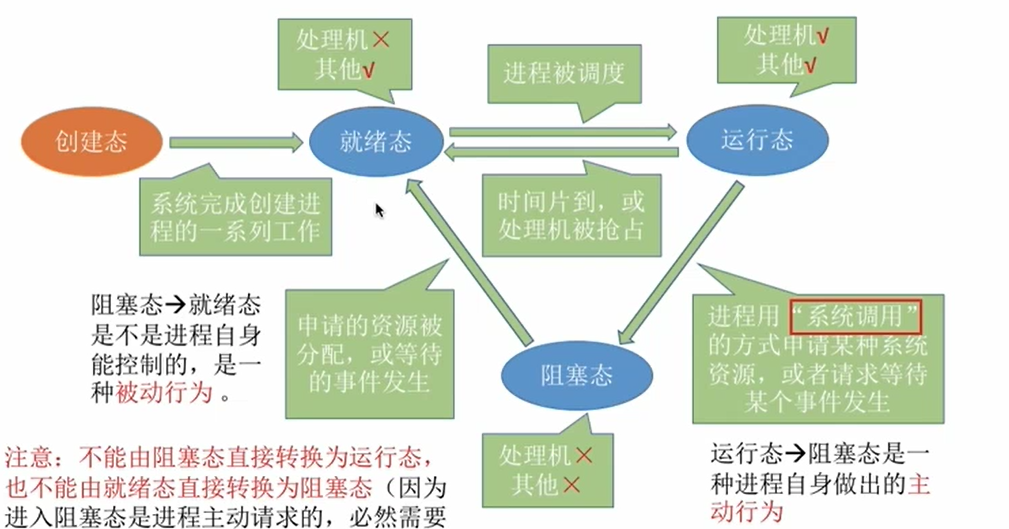 处理机×
其他√
处理机√
其他√
进程被调度
创建态
就绪态
运行态
系统完成创建进
程的一系列工作
时间片到，或
处理机被抢占
阻塞态→就绪态
是不是进程自身
能控制的，是一
种被动行为 。
申请的资源被
分配，或等待
的事件发生
进程用“系统调用”
的方式申请某种系统
资源，或者请求等待
某个事件发生
阻塞态
处理机×
其他×
运行态→阻塞态是一
种进程自身做出的主
动行为
注意：不能由阻塞态直接转换为运行态，
也不能由就绪态直接转换为阻塞态（因为
进入阻塞态是进程主动请求的，必然需要